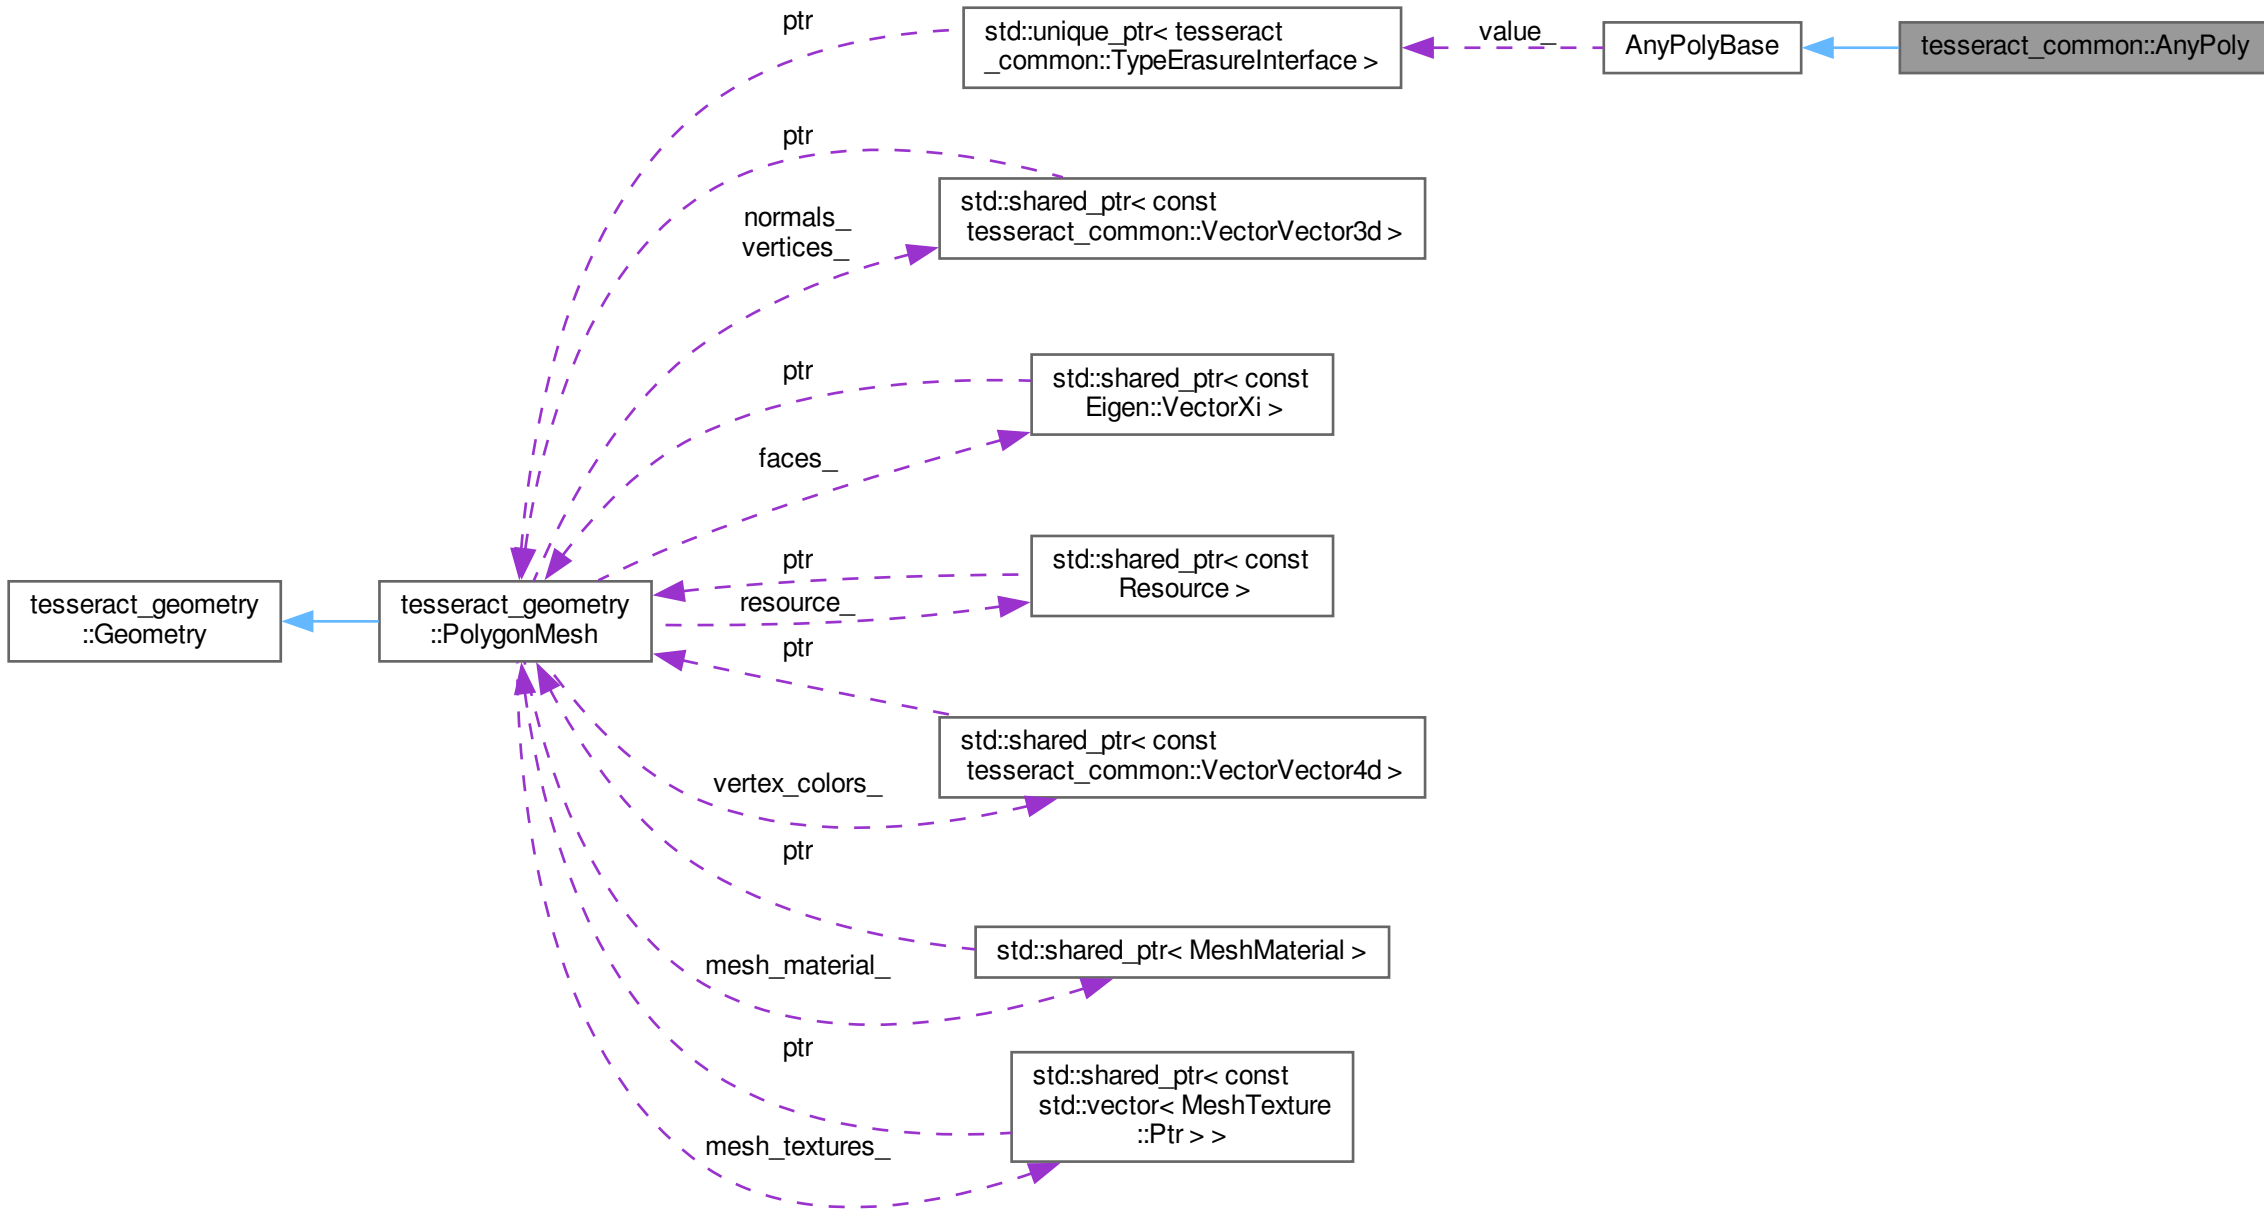 ptr
std::unique_ptr< tesseract
_common::TypeErasureInterface >
value_
AnyPolyBase
tesseract_common::AnyPoly
ptr
std::shared_ptr< const
tesseract_common::VectorVector3d >
normals_
vertices_
ptr
std::shared_ptr< const
Eigen::VectorXi >
faces_
ptr
std::shared_ptr< const
Resource >
resource_
tesseract_geometry
::Geometry
tesseract_geometry
::PolygonMesh
ptr
std::shared_ptr< const
tesseract_common::VectorVector4d >
vertex_colors_
ptr
std::shared_ptr< MeshMaterial >
mesh_material_
ptr
std::shared_ptr< const
std::vector< MeshTexture
::Ptr > >
mesh_textures_